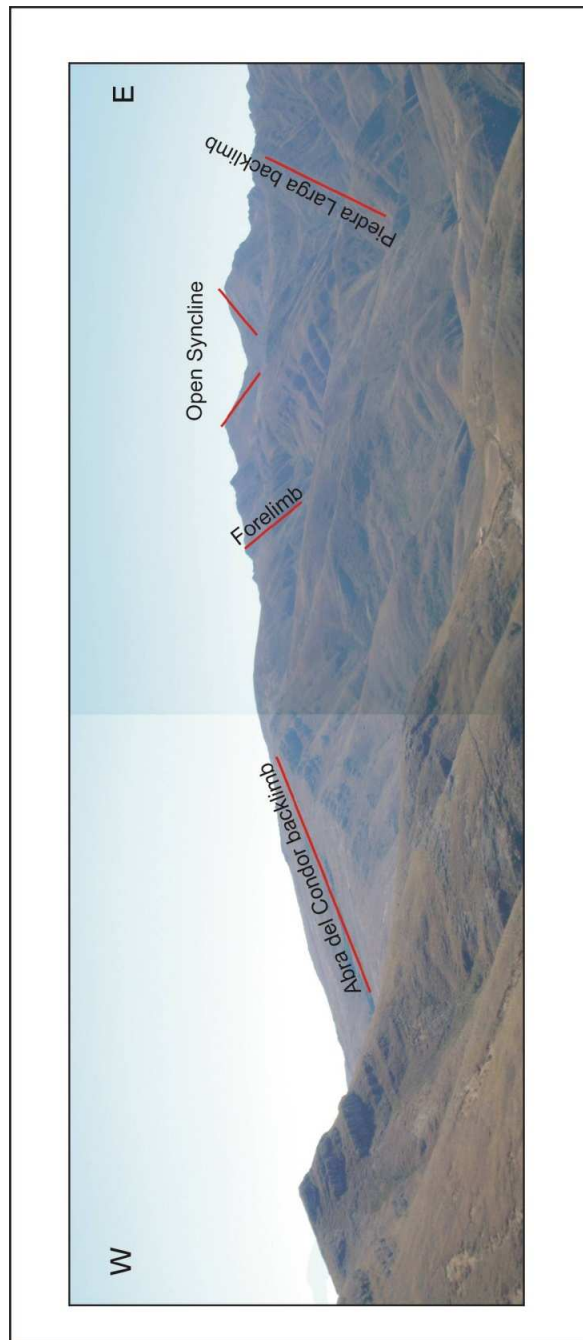 W
E
Abra del Condor backlimb
Forelimb
Open Syncline
Piedra Larga backlimb